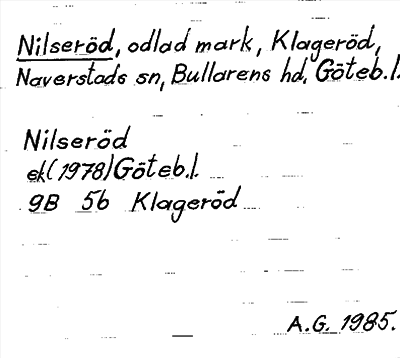 Nilseröd, odlad mark, Klageröd,
Naverstads sn, Bullarens hd. Göteb.l.
Nilseröd
ek(1978)Göteb.l.
9B 5b Klageröd
A.G. 1985.